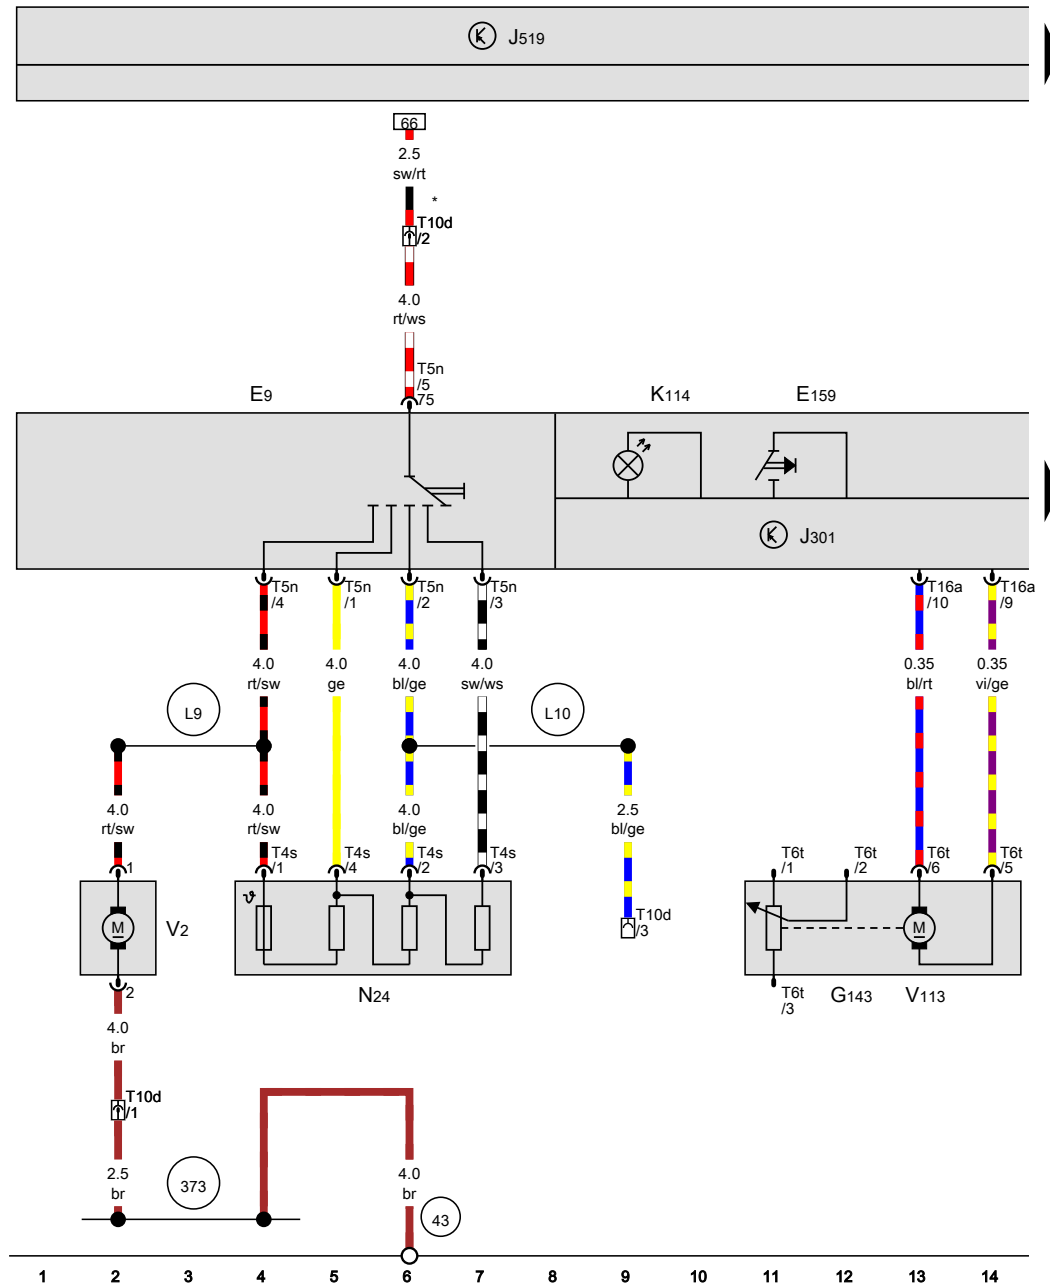 J519
66
2.5
sw/rt
*
T10d
/2
4.0
rt/ws
T5n
/5
75
E9
K114
E159
J301
T5n
/4
T5n
/1
T5n
/2
T5n
/3
T16a
/10
T16a
/9
4.0
rt/sw
4.0
ge
4.0
bl/ge
4.0
sw/ws
0.35
bl/rt
0.35
vi/ge
L9
L10
4.0
rt/sw
4.0
rt/sw
4.0
bl/ge
2.5
bl/ge
1
T4s
/1
T4s
/4
T4s
/2
T4s
/3
T6t
/1
T6t
/2
T6t
/6
T6t
/5
ϑ
M
V2
T10d
/3
M
2
N24
T6t
/3
G143
V113
4.0
br
T10d
/1
2.5
br
373
4.0
br
43
1 2 3 4 5 6 7 8 9 10 11 12 13 14